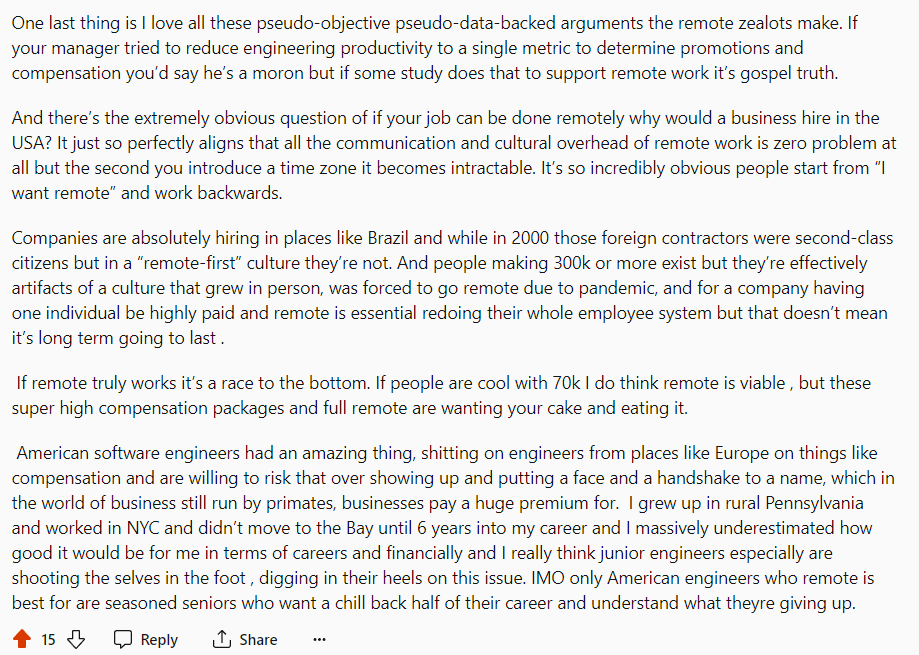 One last thing is I love all these pseudo-objective pseudo-data-backed arguments the remote zealots make. If
your manager tried to reduce engineering productivity to a single metric to determine promotions and
compensation you'd say he's a moron but if some study does that to support remote work it's gospel truth.
And there's the extremely obvious question of if your job can be done remotely why would a business hire in the
USA? It just so perfectly aligns that all the communication and cultural overhead of remote work is zero problem at
all but the second you introduce a time zone it becomes intractable. It's so incredibly obvious people start from “I
want remote” and work backwards.
Companies are absolutely hiring in places like Brazil and while in 2000 those foreign contractors were second-class
citizens but in a “remote-first” culture they're not. And people making 300k or more exist but they're effectively
artifacts of a culture that grew in person, was forced to go remote due to pandemic, and for a company having
one individual be highly paid and remote is essential redoing their whole employee system but that doesn't mean
it's long term going to last .
If remote truly works it's a race to the bottom. If people are cool with 70k I do think remote is viable , but these
super high compensation packages and full remote are wanting your cake and eating it.
American software engineers had an amazing thing, shitting on engineers from places like Europe on things like
compensation and are willing to risk that over showing up and putting a face and a handshake to a name, which in
the world of business still run by primates, businesses pay a huge premium for.  I grew up in rural Pennsylvania
and worked in NYC and didn't move to the Bay until 6 years into my career and I massively underestimated how
good it would be for me in terms of careers and financially and I really think junior engineers especially are
shooting the selves in the foot , digging in their heels on this issue. IMO only American engineers who remote is
best for are seasoned seniors who want a chill back half of their career and understand what theyre giving up.
15 Reply Share ...